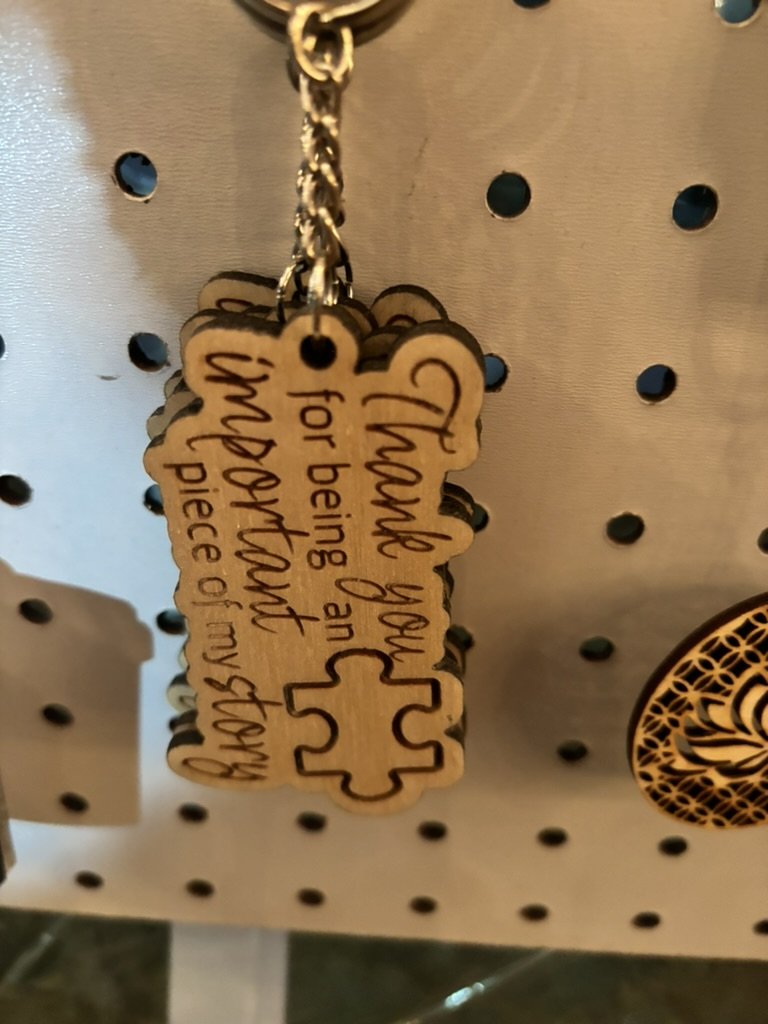 Thank you
for being an
important
piece of my story